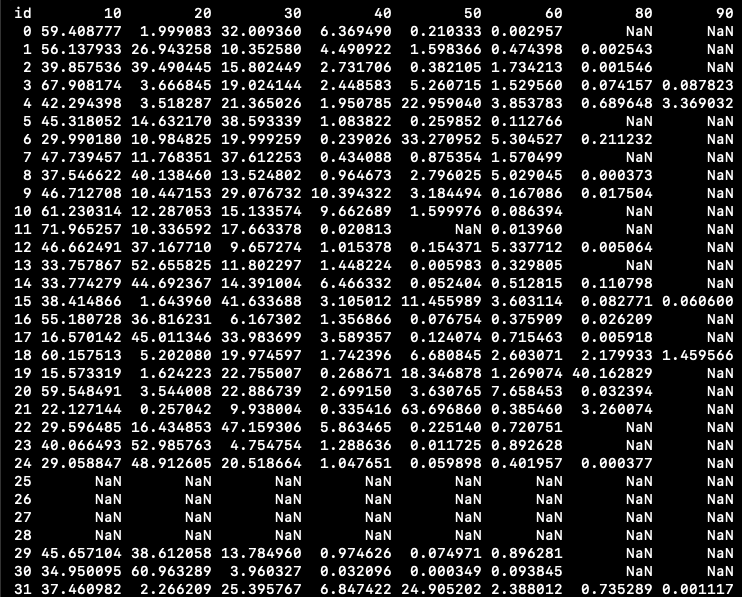 id 10 20 30 40 50 60 80 90
0 59.408777 1.999083 32.009360 6.369490 0.210333 0.002957 NaN NaN
1 56.137933 26.943258 10.352580 4.490922 1.598366 0.474398 0.002543 NaN
2 39.857536 39.490445 15.802449 2.731706 0.382105 1.734213 0.001546 NaN
3 67.908174 3.666845 19.024144 2.448583 5.260715 1.529560 0.074157 0.087823
4 42.294398 3.518287 21.365026 1.950785 22.959040 3.853783 0.689648 3.369032
5 45.318052 14.632170 38.593339 1.083822 0.259852 0.112766 NaN NaN
6 29.990180 10.984825 19.999259 0.239026 33.270952 5.304527 0.211232 NaN
7 47.739457 11.768351 37.612253 0.434088 0.875354 1.570499 NaN NaN
8 37.546622 40.138460 13.524802 0.964673 2.796025 5.029045 0.000373 NaN
9 46.712708 10.447153 29.076732 10.394322 3.184494 0.167086 0.017504 NaN
10 61.230314 12.287053 15.133574 9.662689 1.599976 0.086394 NaN NaN
11 71.965257 10.336592 17.663378 0.020813 NaN 0.013960 NaN NaN
12 46.662491 37.167710 9.657274 1.015378 0.154371 5.337712 0.005064 NaN
13 33.757867 52.655825 11.802297 1.448224 0.005983 0.329805 NaN NaN
14 33.774279 44.692367 14.391004 6.466332 0.052404 0.512815 0.110798 NaN
15 38.414866 1.643960 41.633688 3.105012 11.455989 3.603114 0.082771 0.060600
16 55.180728 36.816231 6.167302 1.356866 0.076754 0.375909 0.026209 NaN
17 16.570142 45.011346 33.983699 3.589357 0.124074 0.715463 0.005918 NaN
18 60.157513 5.202080 19.974597 1.742396 6.680845 2.603071 2.179933 1.459566
19 15.573319 1.624223 22.755007 0.268671 18.346878 1.269074 40.162829 NaN
20 59.548491 3.544008 22.886739 2.699150 3.630765 7.658453 0.032394 NaN
21 22.127144 0.257042 9.938004 0.335416 63.696860 0.385460 3.260074 NaN
22 29.596485 16.434853 47.159306 5.863465 0.225140 0.720751 NaN NaN
23 40.066493 52.985763 4.754754 1.288636 0.011725 0.892628 NaN NaN
24 29.058847 48.912605 20.518664 1.047651 0.059898 0.401957 0.000377 NaN
25 NaN NaN NaN NaN NaN NaN NaN NaN
26 NaN NaN NaN NaN NaN NaN NaN NaN
27 NaN NaN NaN NaN NaN NaN NaN NaN
28 NaN NaN NaN NaN NaN NaN NaN NaN
29 45.657104 38.612058 13.784960 0.974626 0.074971 0.896281 NaN NaN
30 34.950095 60.963289 3.960327 0.032096 0.000349 0.093845 NaN NaN
31 37.460982 2.266209 25.395767 6.847422 24.905202 2.388012 0.735289 0.001117